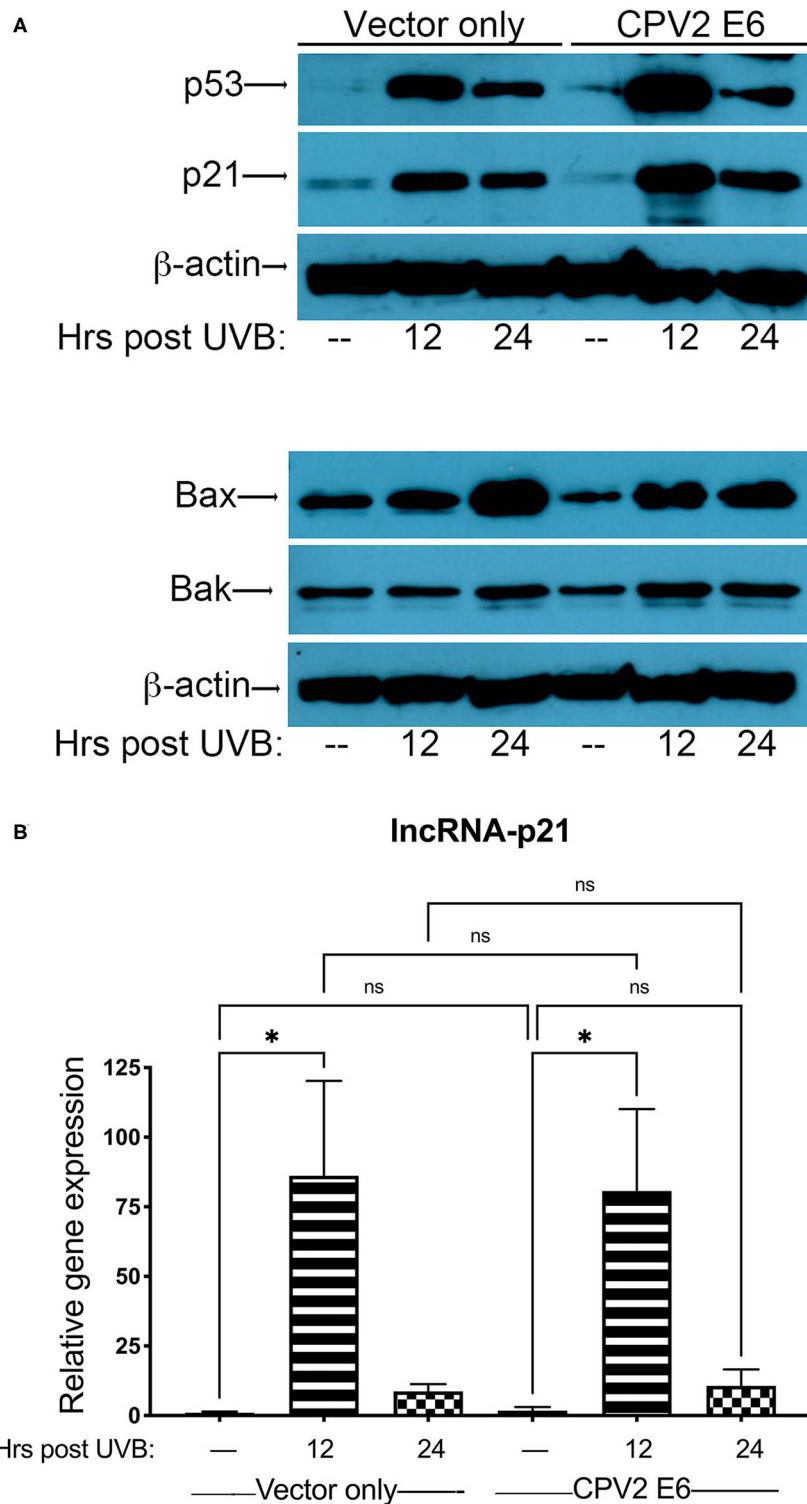 A
Vector only CPV2 E6
p53
p21
β-actin
Hrs post UVB: -- 12 24 -- 12 24
Bax
Bak
β-actin
Hrs post UVB: -- 12 24 -- 12 24
B
lncRNA-p21
ns
ns
ns ns
* *
Relative gene expression
125
100
75
50
25
0
Hrs post UVB: — 12 24 — 12 24
Vector only CPV2 E6